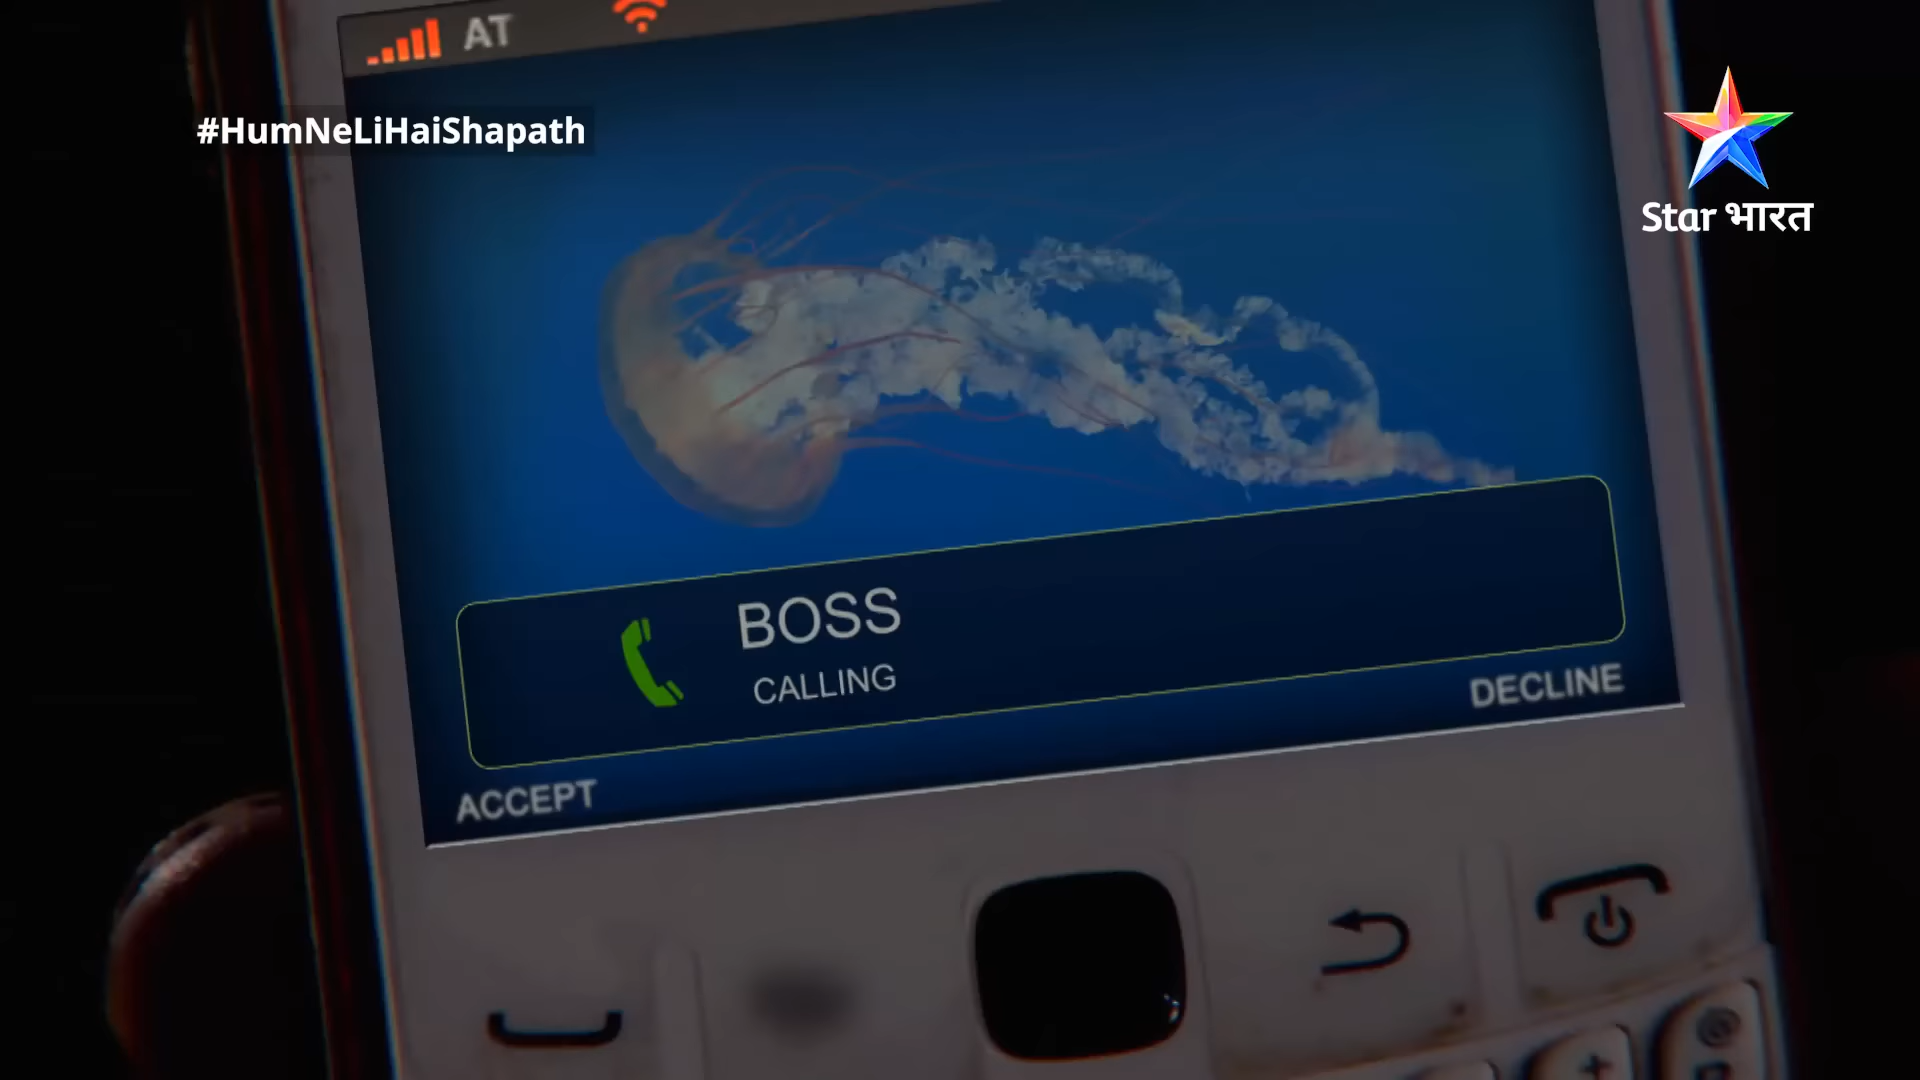 AT
#HumNeLiHaiShapath
Star भारत
BOSS
CALLING
DECLINE
ACCEPT